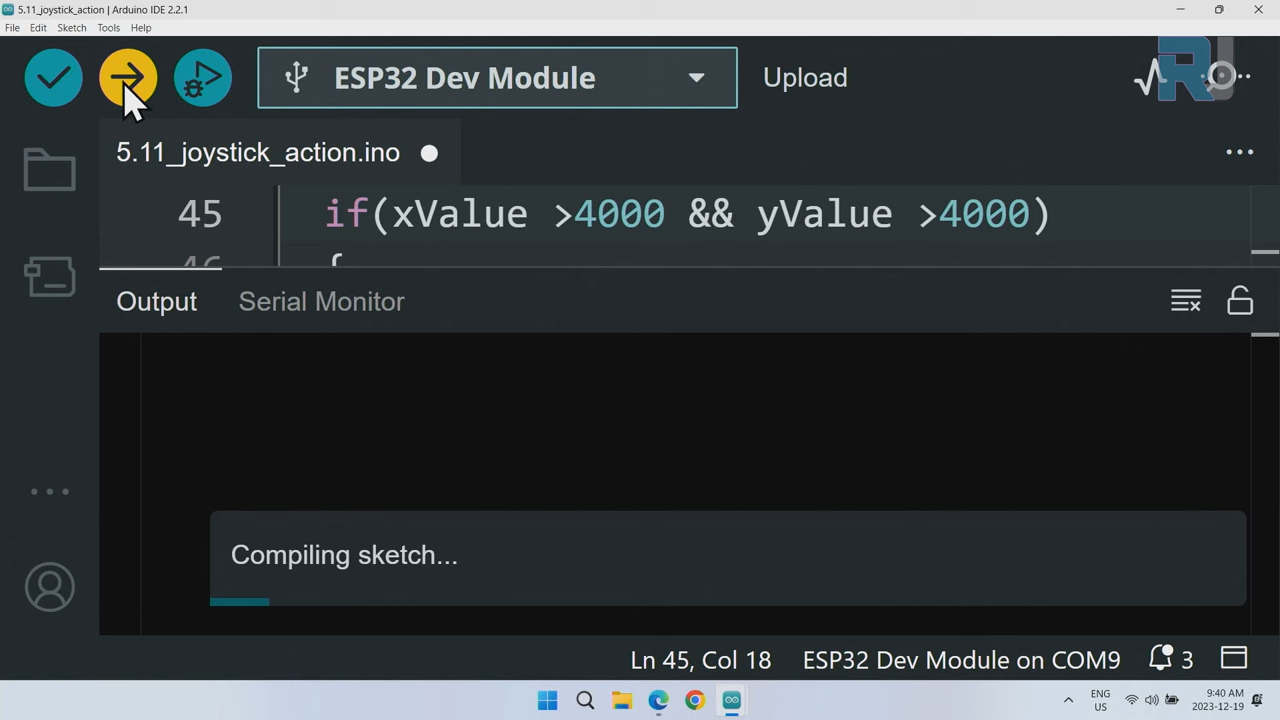 5.11_joystick_action | Arduino IDE 2.2.1
File Edit Sketch Tools Help
ESP32 Dev Module
Upload
RJ
5.11_joystick_action.ino
45 if(xValue >4000 && yValue >4000)
46 {
Output Serial Monitor
Compiling sketch...
Ln 45, Col 18 ESP32 Dev Module on COM9 3
ENG
US
9:40 AM
2023-12-19